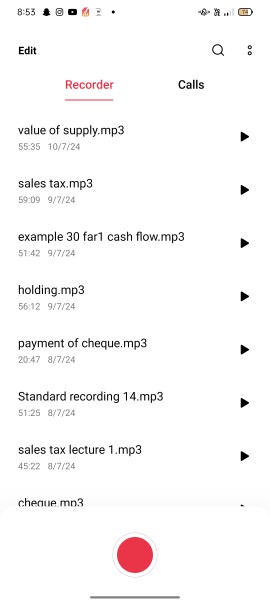 8:53
Edit
Recorder
Calls
value of supply.mp3
55:35 10/7/24
sales tax.mp3
59:09 9/7/24
example 30 far1 cash flow.mp3
51:42 9/7/24
holding.mp3
56:12 9/7/24
payment of cheque.mp3
20:47 8/7/24
Standard recording 14.mp3
51:25 8/7/24
sales tax lecture 1.mp3
45:22 8/7/24
cheque.mp3